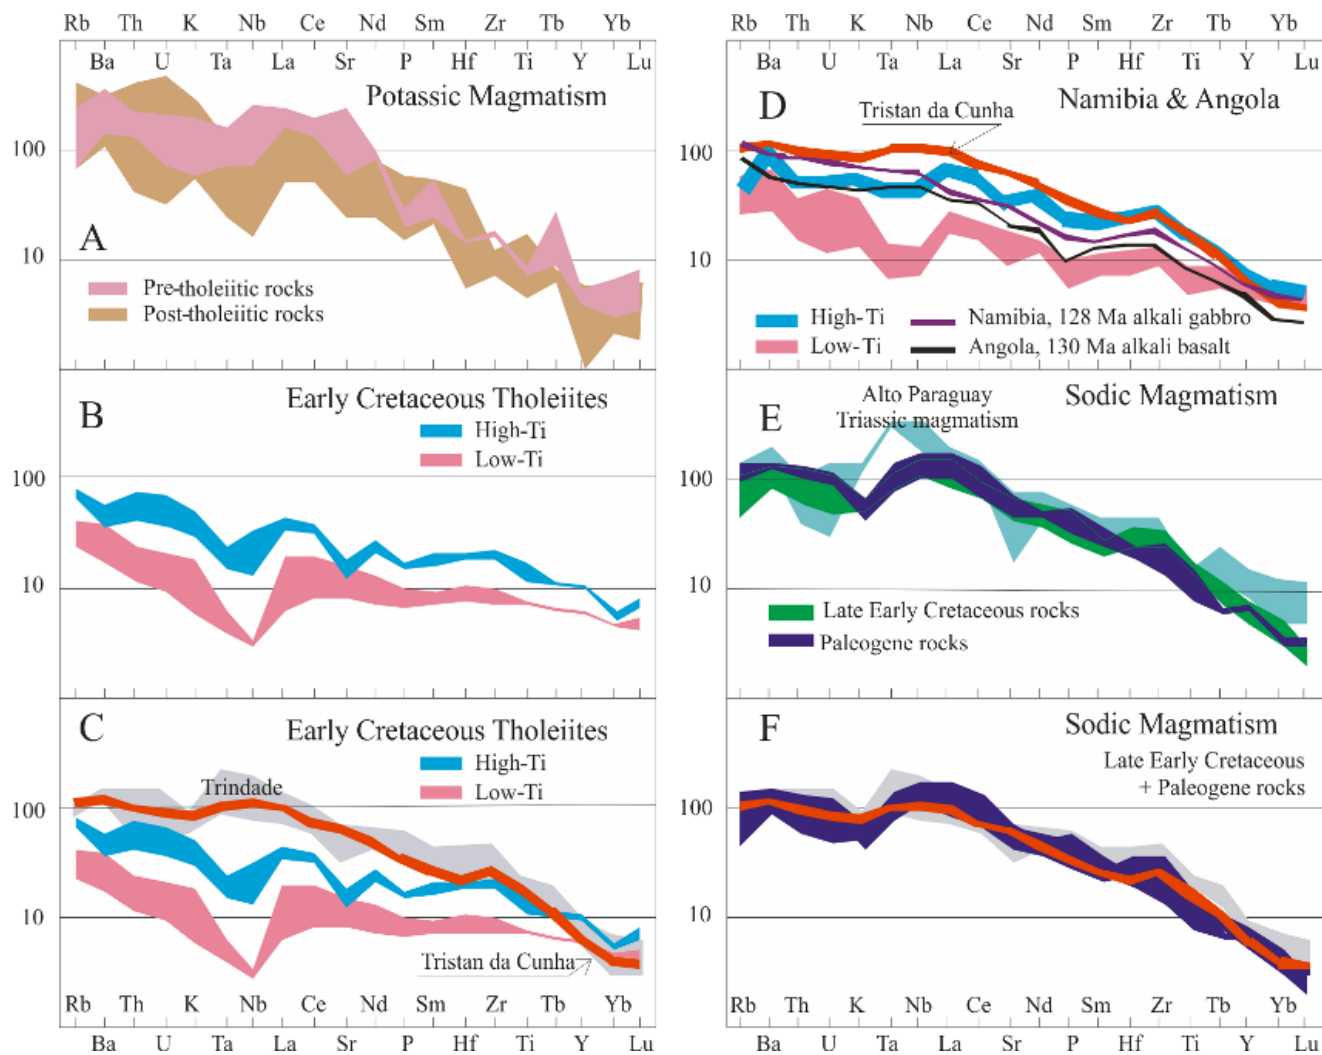 Rb Th K Nb Ce Nd Sm Zr Tb Yb
Ba U Ta La Sr P Hf Ti Y Lu
Potassic Magmatism
100
A
10
Pre-tholeiitic rocks
Post-tholeiitic rocks
B
Early Cretaceous Tholeiites
High-Ti
Low-Ti
100
10
C
Early Cretaceous Tholeiites
High-Ti
Trindade
Low-Ti
100
10
Tristan da Cunha
Rb Th K Nb Ce Nd Sm Zr Tb Yb
Ba U Ta La Sr P Hf Ti Y Lu
Rb Th K Nb Ce Nd Sm Zr Tb Yb
Ba U Ta La Sr P Hf Ti Y Lu
D
Namibia & Angola
Tristan da Cunha
100
10
High-Ti
Namibia, 128 Ma alkali gabbro
Low-Ti
Angola, 130 Ma alkali basalt
E
Alto Paraguay
Triassic magmatism
Sodic Magmatism
100
10
Late Early Cretaceous rocks
Paleogene rocks
F
Sodic Magmatism
Late Early Cretaceous
+ Paleogene rocks
100
10
Rb Th K Nb Ce Nd Sm Zr Tb Yb
Ba U Ta La Sr P Hf Ti Y Lu